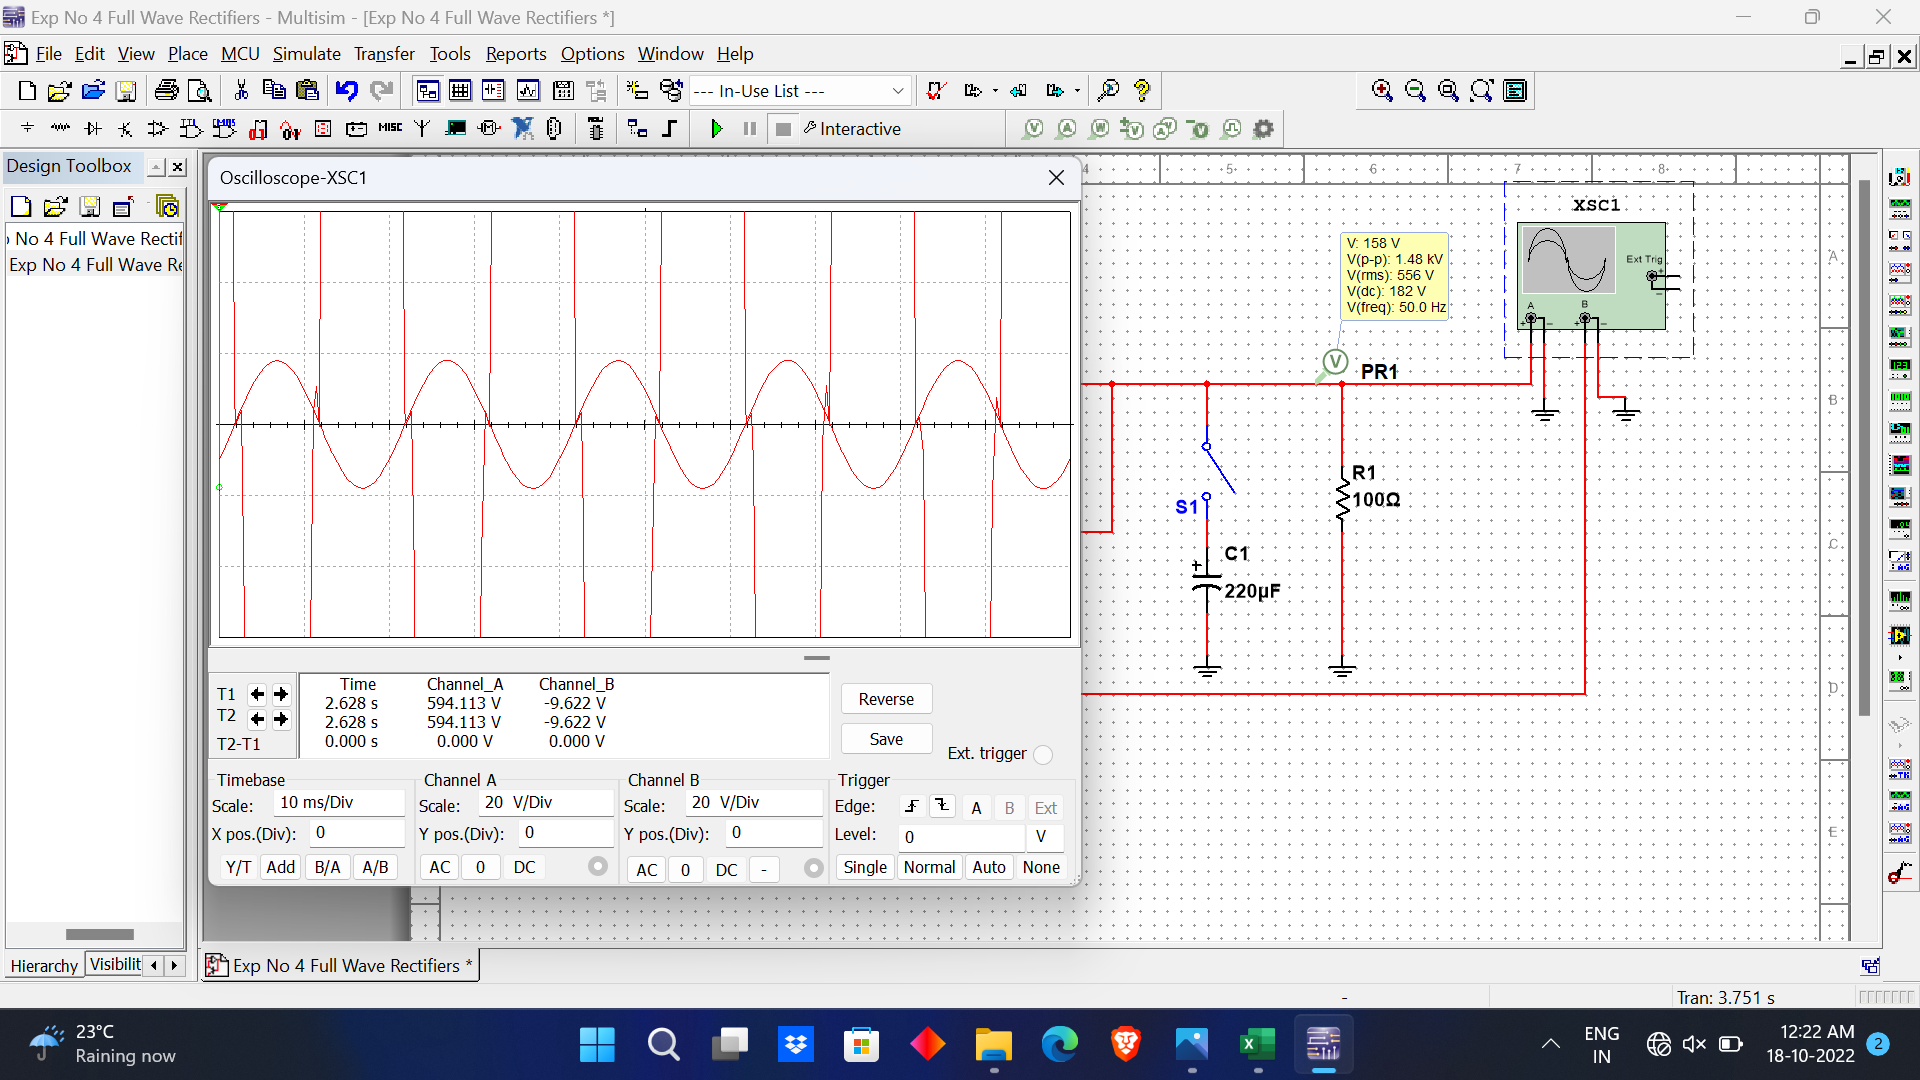 Exp No 4 Full Wave Rectifiers - Multisim - [Exp No 4 Full Wave Rectifiers *]
File Edit View Place MCU Simulate Transfer Tools Reports Options Window Help
--- In-Use List ---
MISC
Interactive
Design Toolbox
No 4 Full Wave Rectif
Exp No 4 Full Wave Re
Hierarchy
Visibilit
Oscilloscope-XSC1
T1
T2
T2-T1
Time Channel_A Channel_B
2.628 s 594.113 V -9.622 V
2.628 s 594.113 V -9.622 V
0.000 s 0.000 V 0.000 V
Reverse
Save
Ext. trigger
Timebase
Scale: 10 ms/Div
X pos.(Div): 0
Y/T Add B/A A/B
Channel A
Scale: 20 V/Div
Y pos.(Div): 0
AC 0 DC
Channel B
Scale: 20 V/Div
Y pos.(Div): 0
AC 0 DC -
Trigger
Edge: A B Ext
Level: 0 V
Single Normal Auto None
4 5 6 7 8
A
B
C
D
E
V: 158 V
V(p-p): 1.48 kV
V(rms): 556 V
V(dc): 182 V
V(freq): 50.0 Hz
V
PR1
XSC1
Ext Trig
A B
S1
R1
100Ω
C1
220µF
Exp No 4 Full Wave Rectifiers *
-
Tran: 3.751 s
23°C
Raining now
ENG
IN
12:22 AM
18-10-2022
2